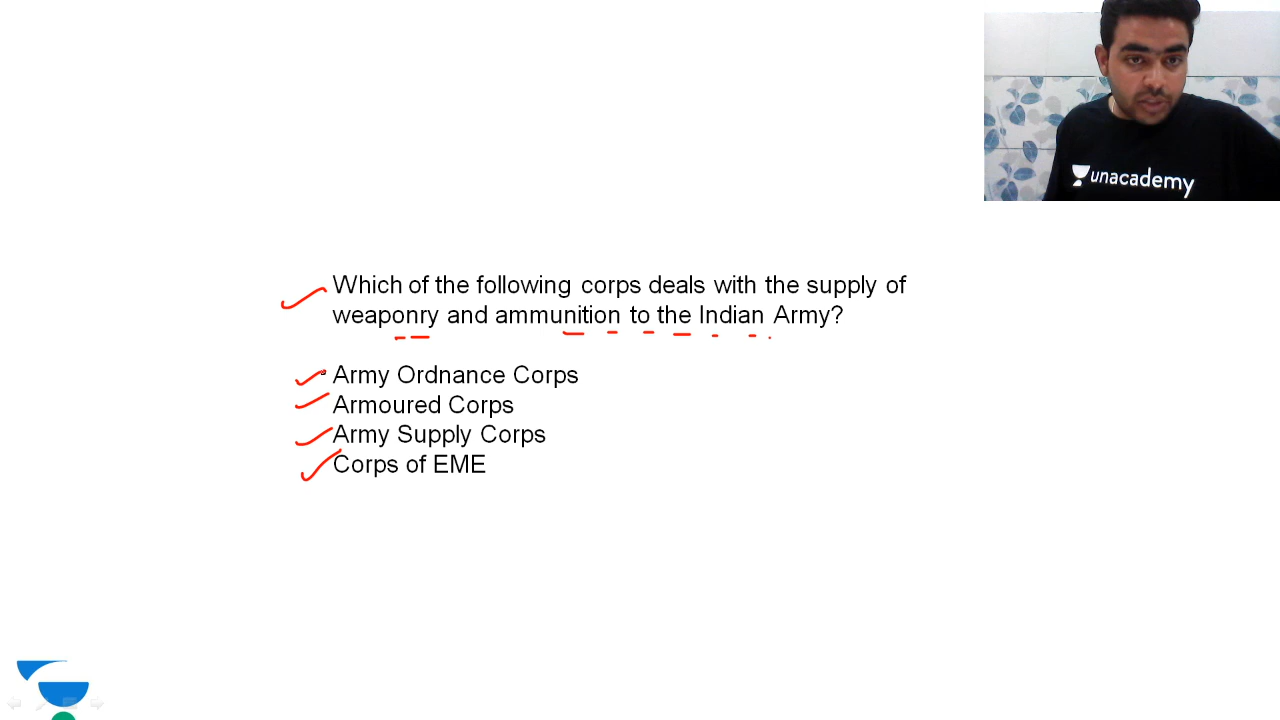 unacademy
Which of the following corps deals with the supply of
weaponry and ammunition to the Indian Army?
Army Ordnance Corps
Armoured Corps
Army Supply Corps
Corps of EME